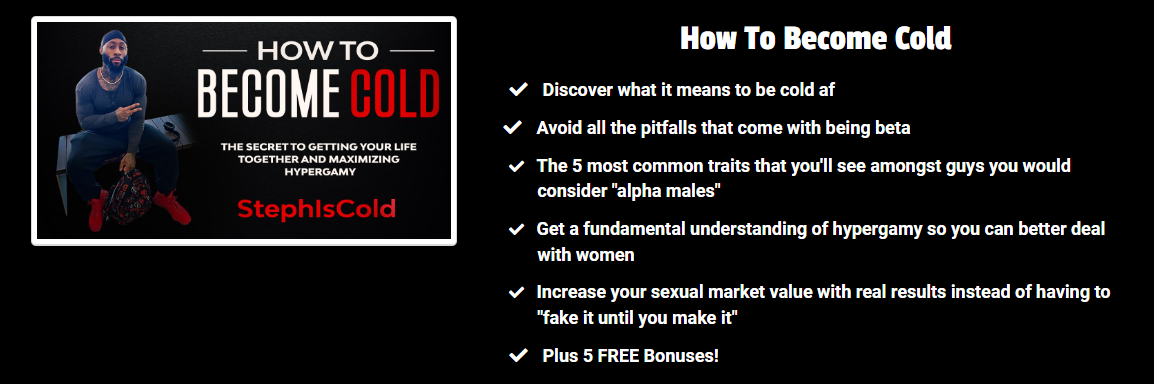 HOW TO
BECOME COLD
THE SECRET TO GETTING YOUR LIFE
TOGETHER AND MAXIMIZING
HYPERGAMY
StephIsCold
How To Become Cold
Discover what it means to be cold af
Avoid all the pitfalls that come with being beta
The 5 most common traits that you'll see amongst guys you would
consider "alpha males"
Get a fundamental understanding of hypergamy so you can better deal
with women
Increase your sexual market value with real results instead of having to
"fake it until you make it"
Plus 5 FREE Bonuses!